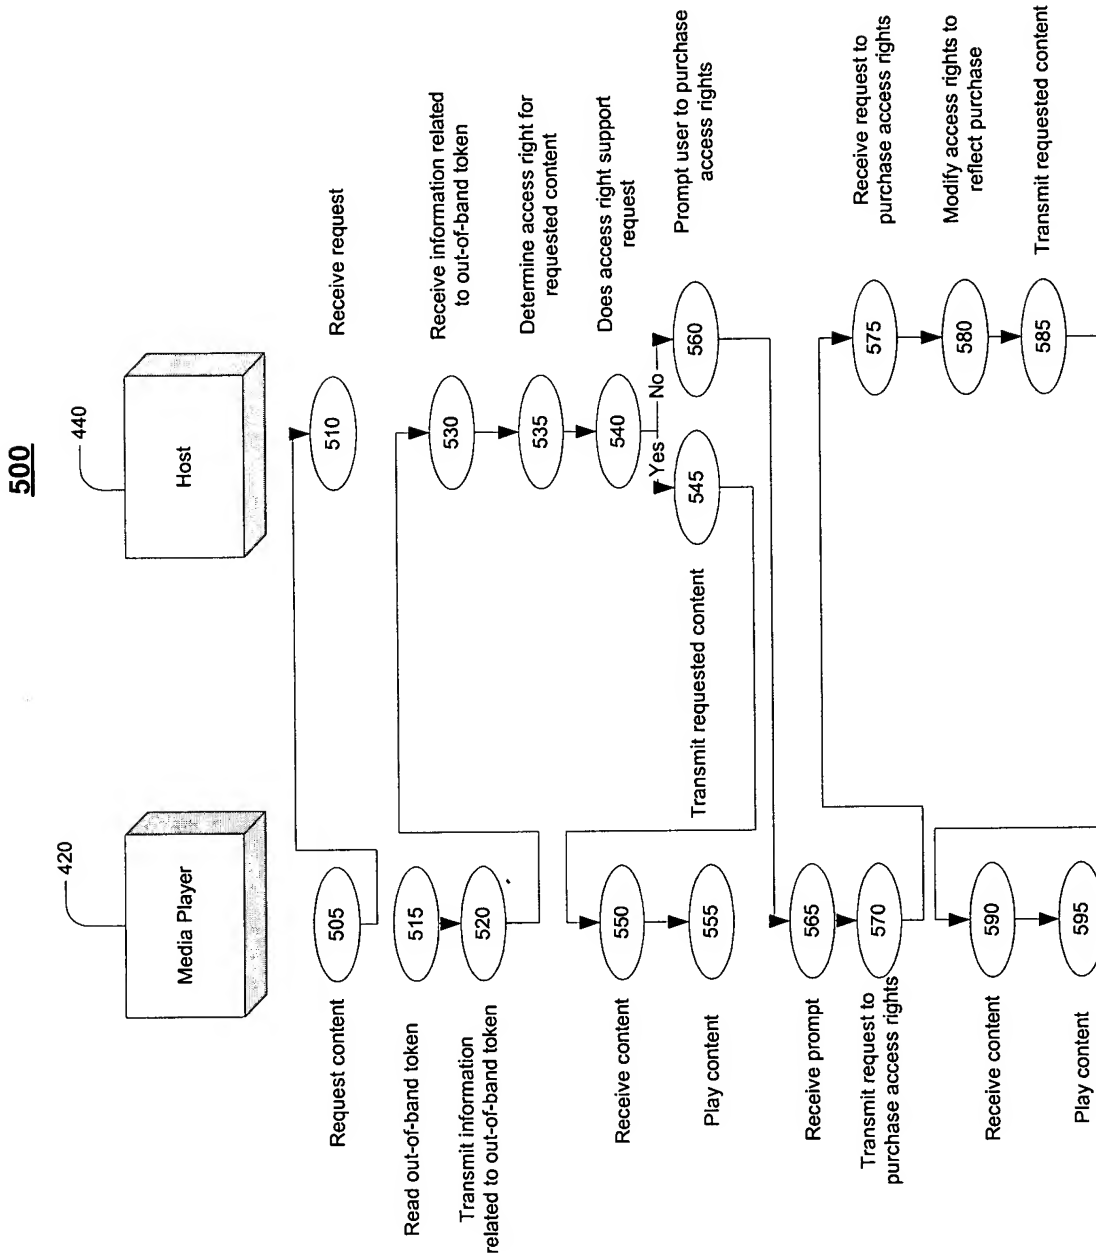 500
420
Media Player
440
Host
Request content
505
510
Receive request
Read out-of-band token
515
Transmit information
related to out-of-band token
520
530
Receive information related
to out-of-band token
535
Determine access right for
requested content
540
Does access right support
request
Yes
No
Transmit requested content
545
560
Prompt user to purchase
access rights
Receive content
550
Play content
555
Receive prompt
565
Transmit request to
purchase access rights
570
575
Receive request to
purchase access rights
580
Modify access rights to
reflect purchase
585
Transmit requested content
Receive content
590
Play content
595